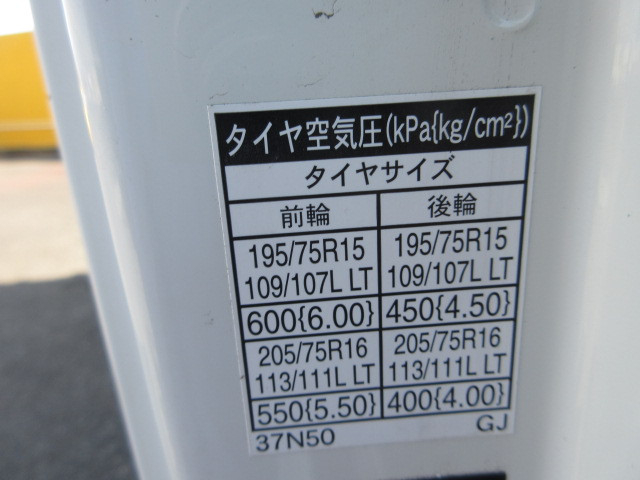 タイヤ空気圧(kPa{kg/cm²})
タイヤサイズ
前輪 後輪
195/75R15 195/75R15
109/107L LT 109/107L LT
600{6.00} 450{4.50}
205/75R16 205/75R16
113/111L LT 113/111L LT
550{5.50} 400{4.00}
37N50 GJ